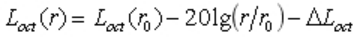 L_oct(r) = L_oct(r_0) − 20lg(r/r_0) − ΔL_oct